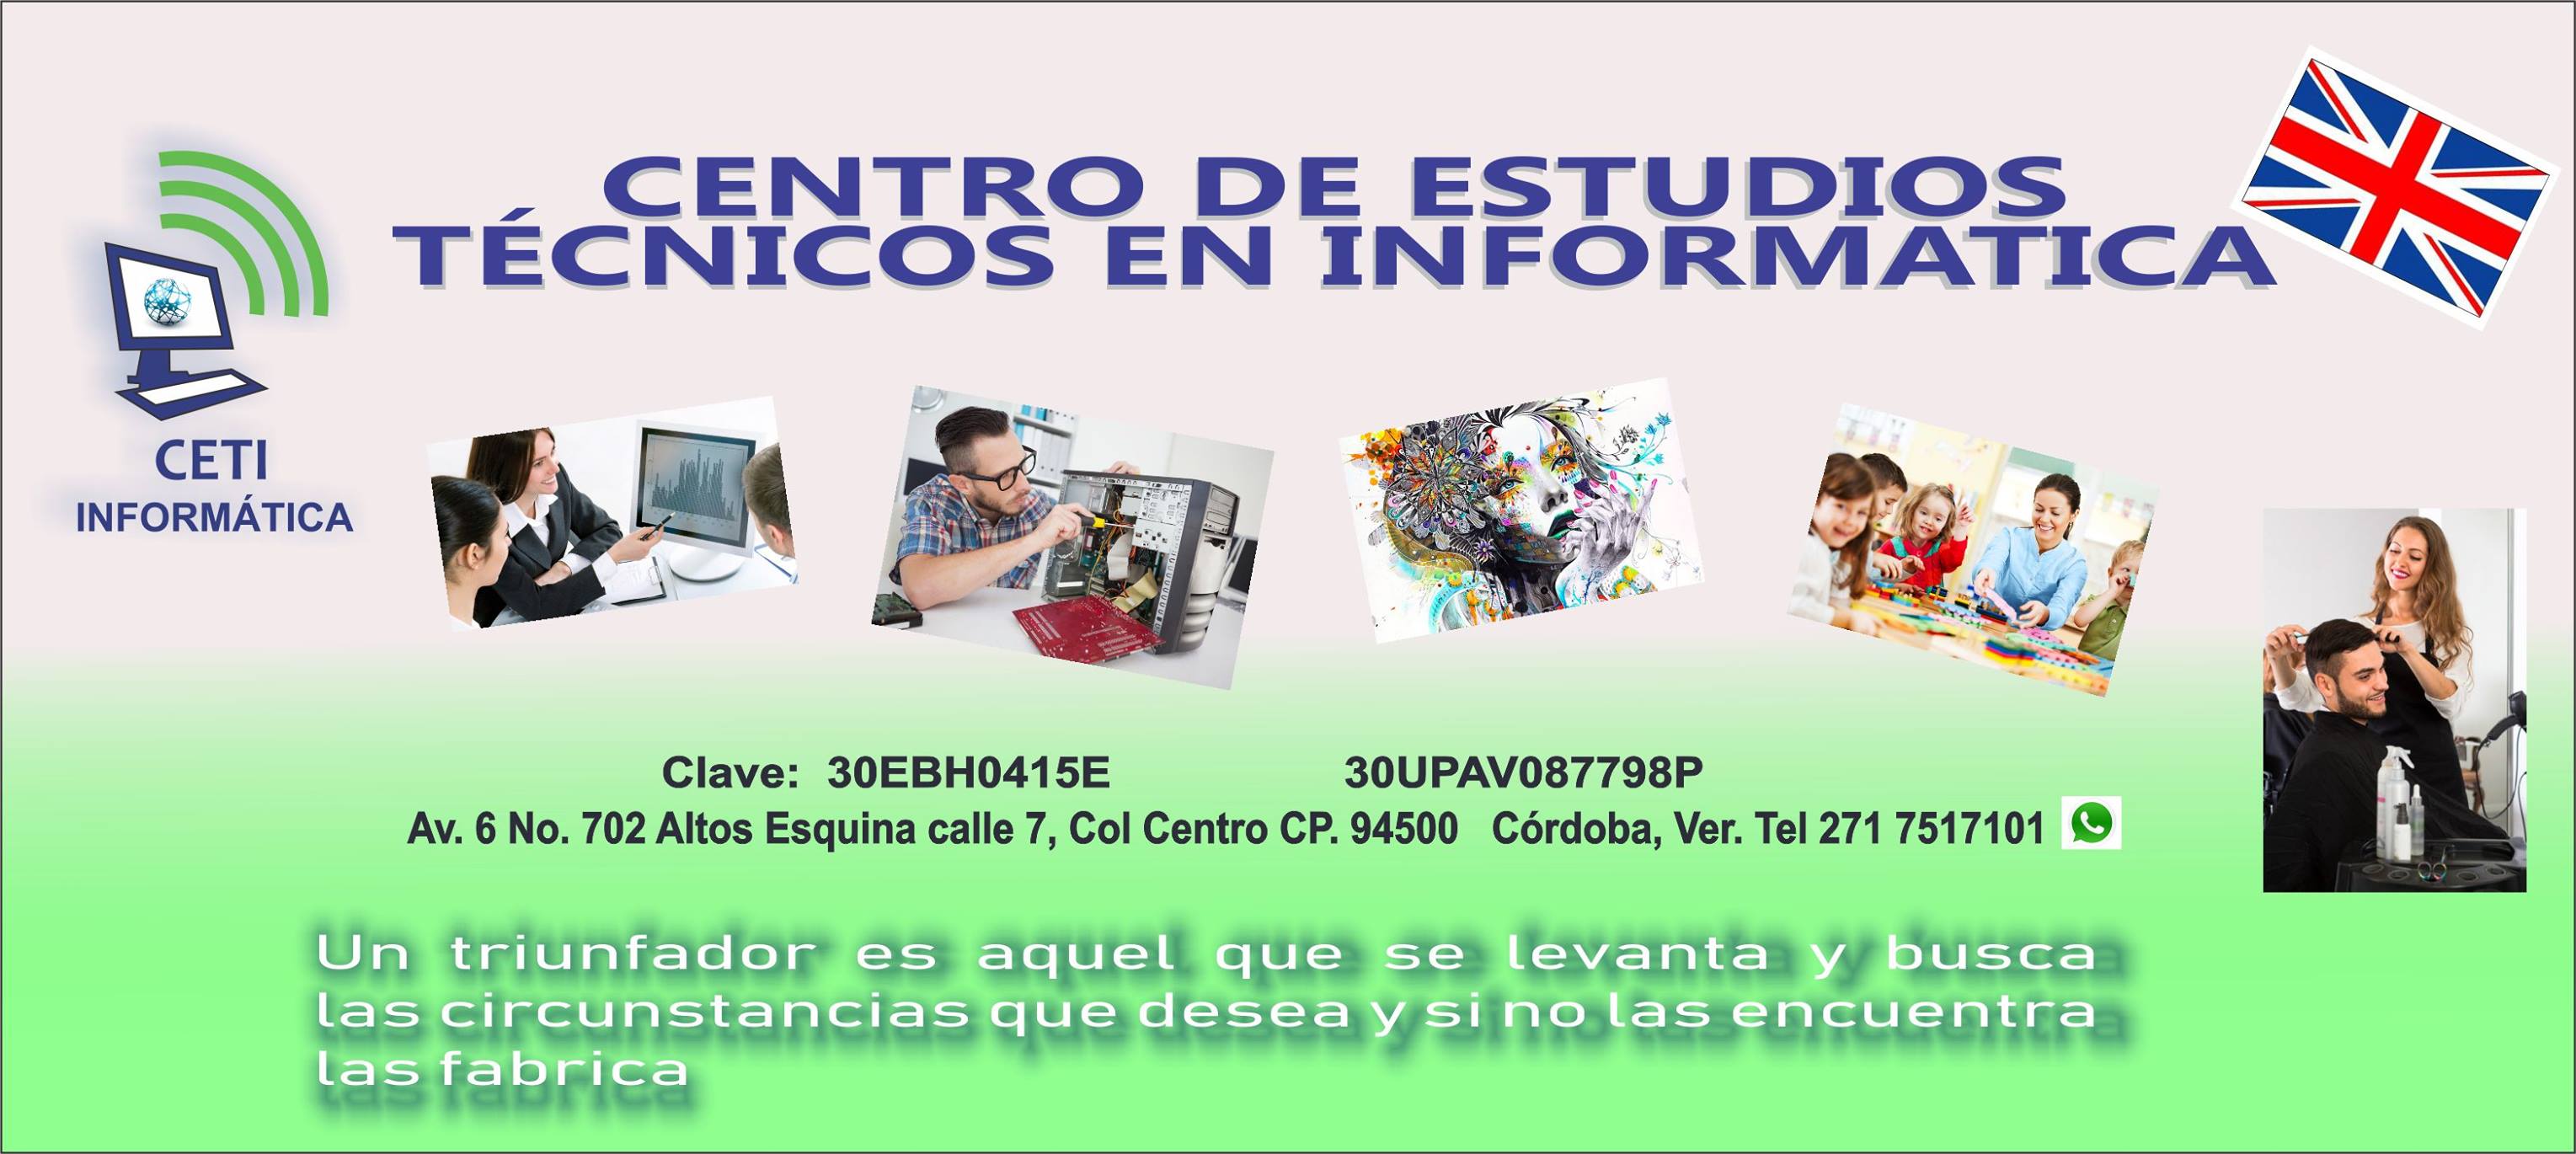 CENTRO DE ESTUDIOS
TÉCNICOS EN INFORMATICA
CETI
INFORMÁTICA
Clave: 30EBH0415E 30UPAV087798P
Av. 6 No. 702 Altos Esquina calle 7, Col Centro CP. 94500 Córdoba, Ver. Tel 271 7517101
Un triunfador es aquel que se levanta y busca
las circunstancias que desea y si no las encuentra
las fabrica